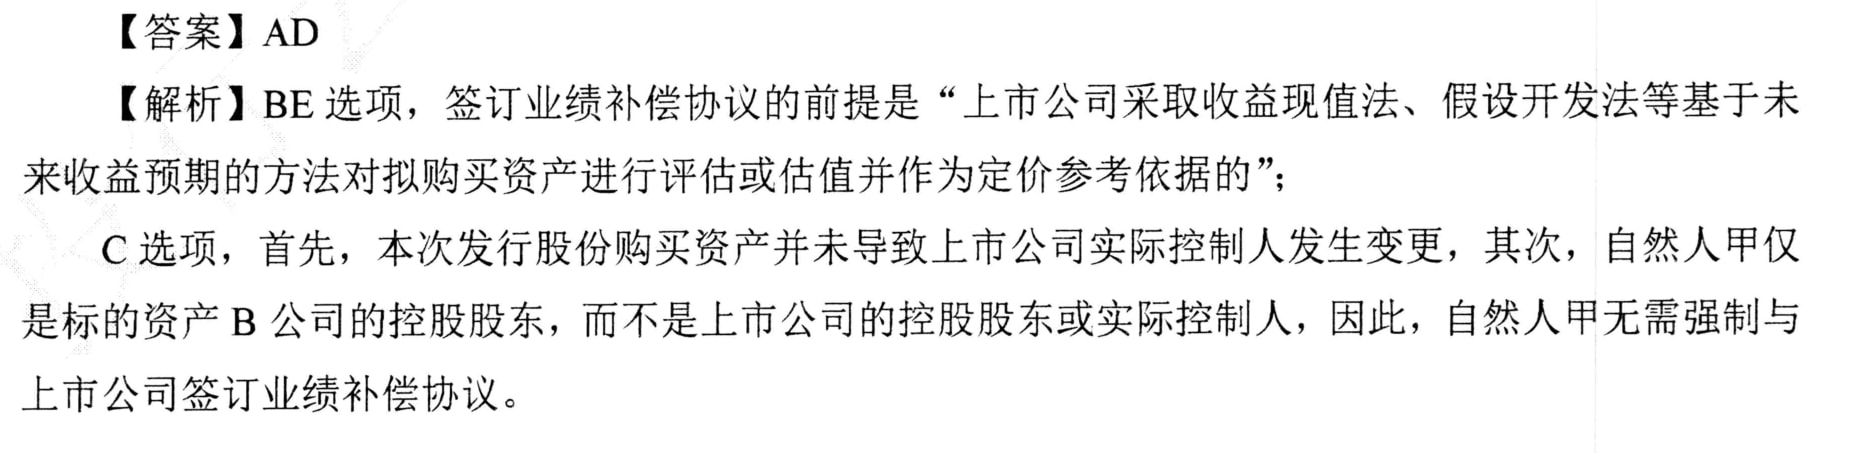 【答案】AD
【解析】BE 选项，签订业绩补偿协议的前提是“上市公司采取收益现值法、假设开发法等基于未
来收益预期的方法对拟购买资产进行评估或估值并作为定价参考依据的”；
C 选项，首先，本次发行股份购买资产并未导致上市公司实际控制人发生变更，其次，自然人甲仅
是标的资产 B 公司的控股股东，而不是上市公司的控股股东或实际控制人，因此，自然人甲无需强制与
上市公司签订业绩补偿协议。